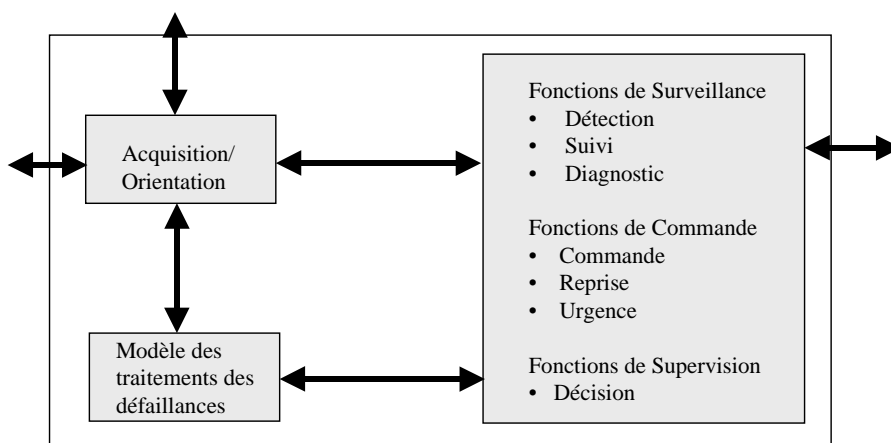 Acquisition/
Orientation
Modèle des
traitements des
défaillances
Fonctions de Surveillance
• Détection
• Suivi
• Diagnostic
Fonctions de Commande
• Commande
• Reprise
• Urgence
Fonctions de Supervision
• Décision